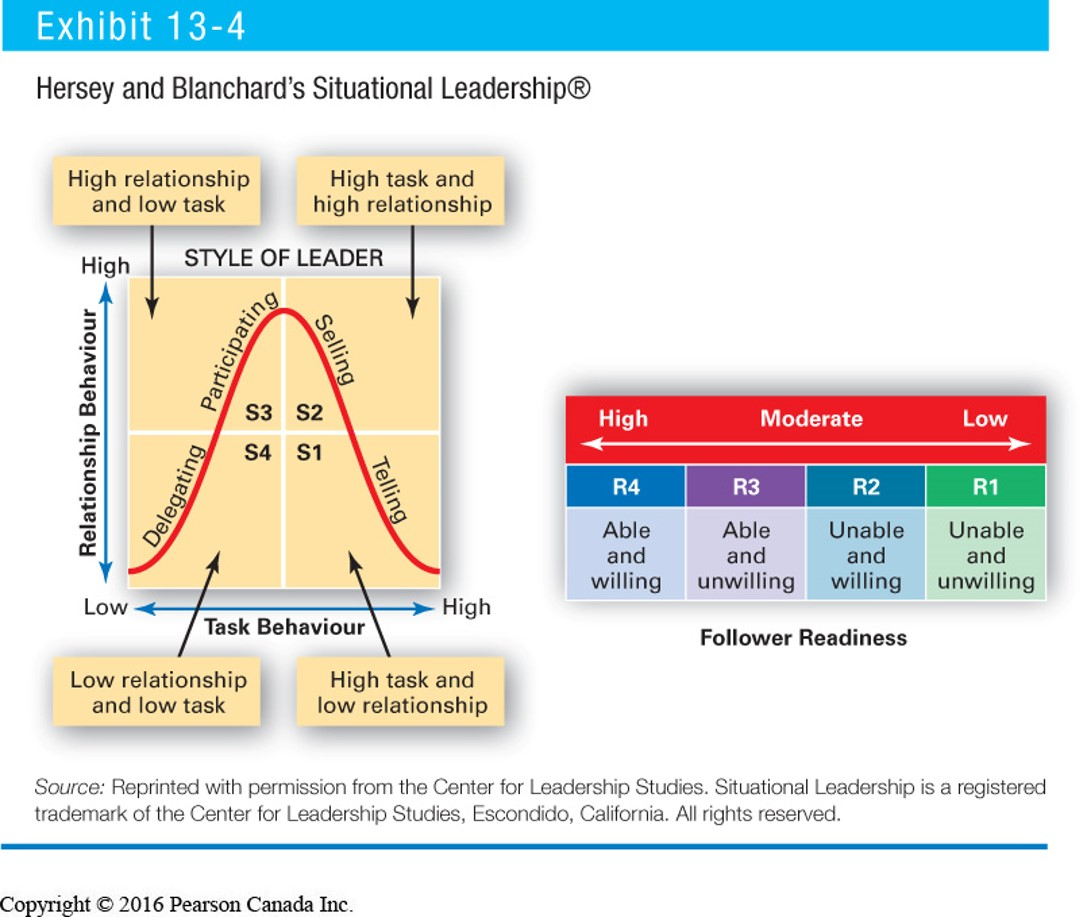 Exhibit 13-4
Hersey and Blanchard's Situational Leadership®
High relationship
and low task
High task and
high relationship
STYLE OF LEADER
High
Relationship Behaviour
Participating
Selling
S3
S2
S4
S1
Delegating
Telling
Low
High
Task Behaviour
Low relationship
and low task
High task and
low relationship
High Moderate Low
R4 R3 R2 R1
Able Able Unable Unable
and and and and
willing unwilling willing unwilling
Follower Readiness
Source: Reprinted with permission from the Center for Leadership Studies. Situational Leadership is a registered
trademark of the Center for Leadership Studies, Escondido, California. All rights reserved.
Copyright © 2016 Pearson Canada Inc.